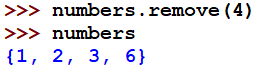 >>> numbers.remove(4)
>>> numbers
{1, 2, 3, 6}